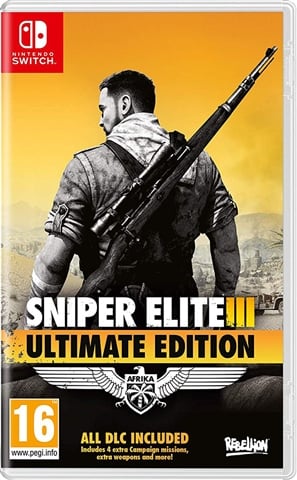 NINTENDO
SWITCH
SNIPER ELITE III
ULTIMATE EDITION
AFRIKA
16
www.pegi.info
ALL DLC INCLUDED
Includes 4 extra Campaign missions,
extra weapons and more!
REBELLION